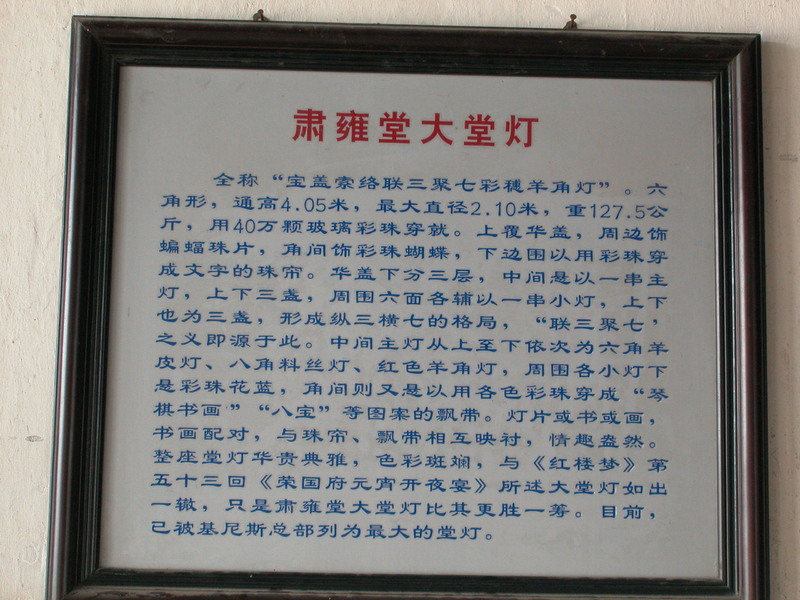 肃雍堂大堂灯
全称“宝盖索络联三聚七彩穗羊角灯”。六
角形，通高4.05米，最大直径2.10米，重127.5公
斤，用40万颗玻璃彩珠穿就。上覆华盖，周边饰
蝙蝠珠片，角间饰彩珠蝴蝶，下边围以用彩珠穿
成文字的珠帘。华盖下分三层，中间悬以一串主
灯，上下三盏，周围六面各辅以一串小灯，上下
也为三盏，形成纵三横七的格局，“联三聚七’
之义即源于此。中间主灯从上至下依次为六角羊
皮灯、八角料丝灯、红色羊角灯，周围各小灯下
悬彩珠花蓝，角间则又悬以用各色彩珠穿成“琴
棋书画”“八宝”等图案的飘带。灯片或书或画，
书画配对，与珠帘、飘带相互映衬，情趣盎然。
整座堂灯华贵典雅，色彩斑斓，与《红楼梦》第
五十三回《荣国府元宵开夜宴》所述大堂灯如出
一辙，只是肃雍堂大堂灯比其更胜一筹。目前，
已被基尼斯总部列为最大的堂灯。